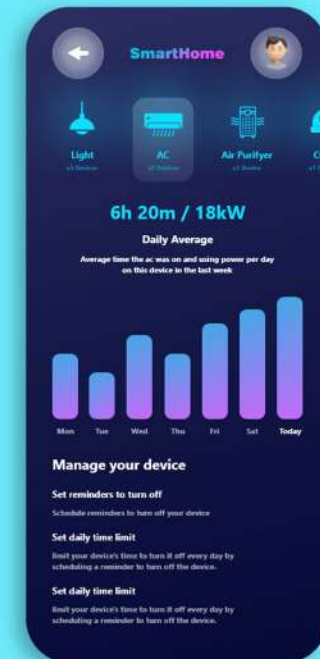 SmartHome
Light
AC
Air Purifyer
x3 Devices
x1 Device
6h 20m / 18kW
Daily Average
Average time the ac was on and using power per day
on this device in the last week
Mon Tue Wed Thu Fri Sat Today
Manage your device
Set reminders to turn off
Schedule reminders to turn off your device
Set daily time limit
limit your device's time to turn it off every day by
scheduling a reminder to turn off the device.
Set daily time limit
limit your device's time to turn it off every day by
scheduling a reminder to turn off the device.